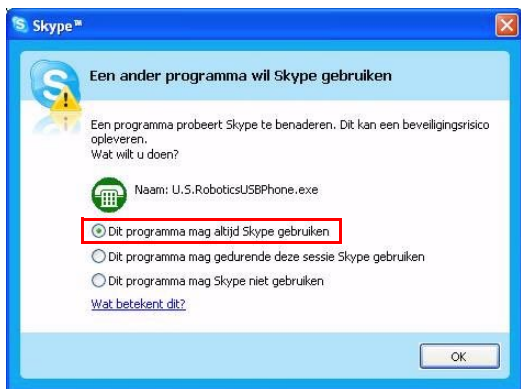 Skype™
Een ander programma wil Skype gebruiken
Een programma probeert Skype te benaderen. Dit kan een beveiligingsrisico
opleveren.
Wat wilt u doen?
Naam: U.S.RoboticsUSBPhone.exe
Dit programma mag altijd Skype gebruiken
Dit programma mag gedurende deze sessie Skype gebruiken
Dit programma mag Skype niet gebruiken
Wat betekent dit?
OK